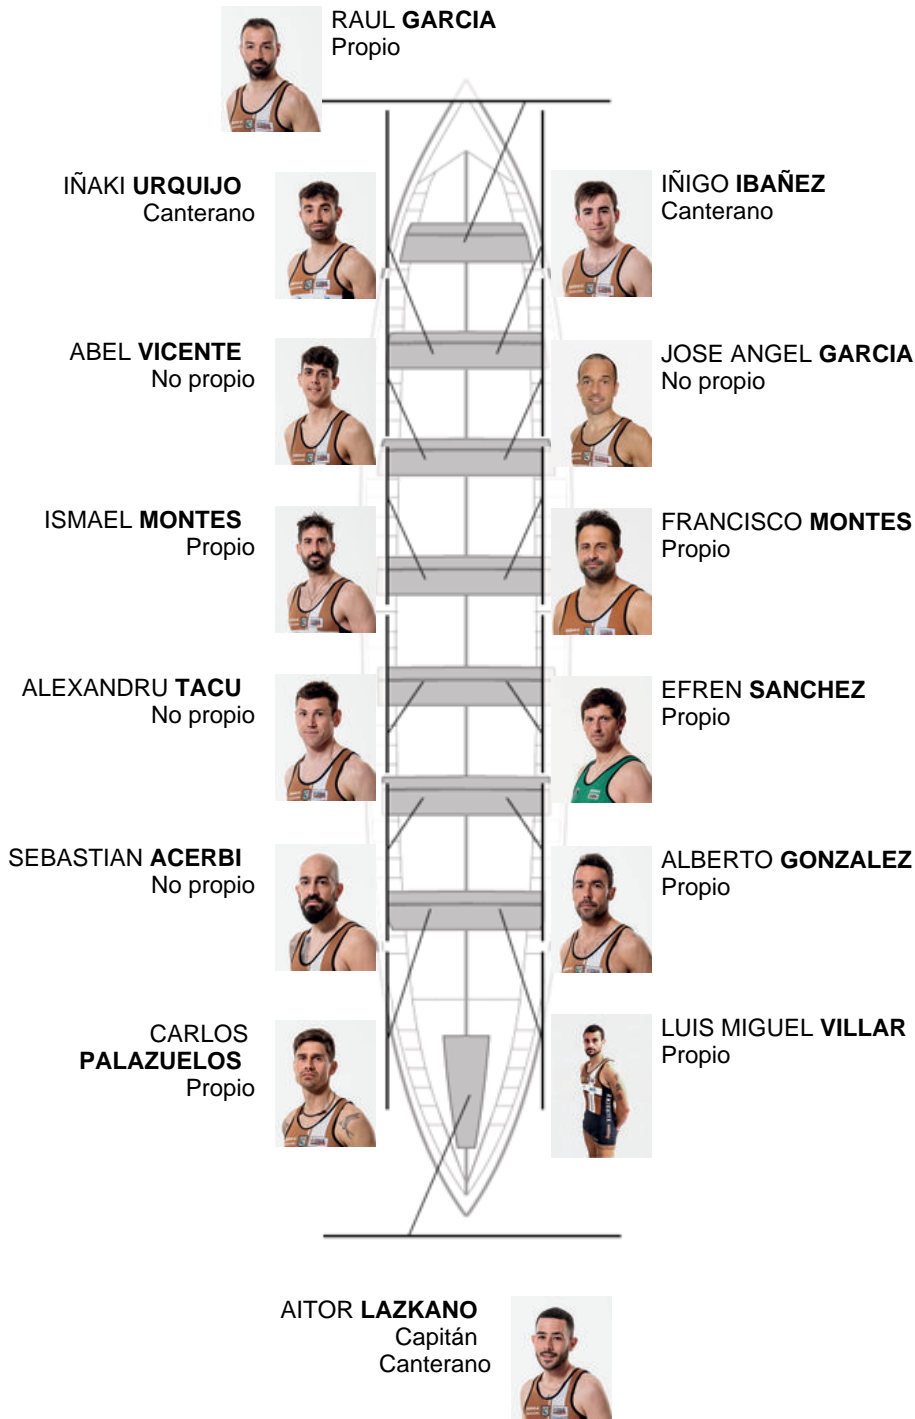 RAUL GARCIA
Propio
IÑAKI URQUIJO
Canterano
IÑIGO IBAÑEZ
Canterano
ABEL VICENTE
No propio
JOSE ANGEL GARCIA
No propio
ISMAEL MONTES
Propio
FRANCISCO MONTES
Propio
ALEXANDRU TACU
No propio
EFREN SANCHEZ
Propio
SEBASTIAN ACERBI
No propio
ALBERTO GONZALEZ
Propio
CARLOS
PALAZUELOS
Propio
LUIS MIGUEL VILLAR
Propio
AITOR LAZKANO
Capitán
Canterano